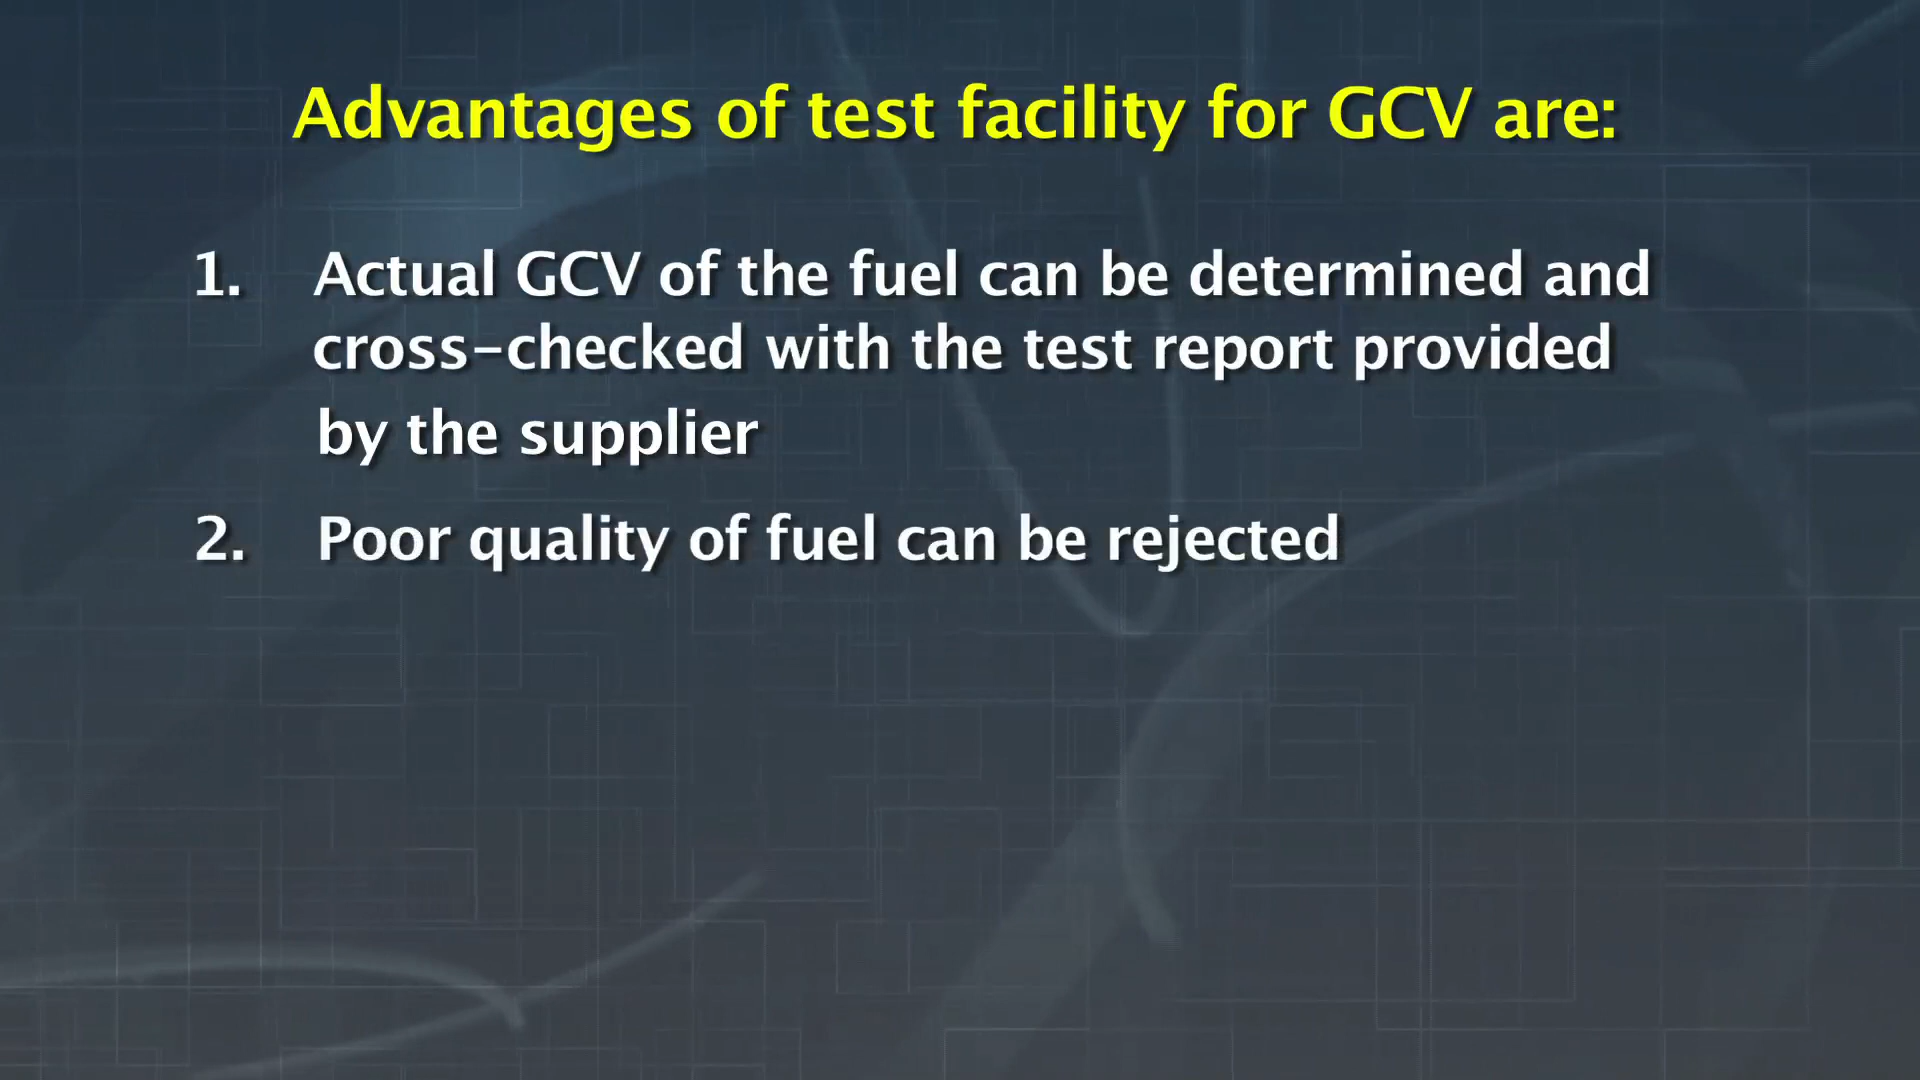 Advantages of test facility for GCV are:
1. Actual GCV of the fuel can be determined and
cross-checked with the test report provided
by the supplier
2. Poor quality of fuel can be rejected